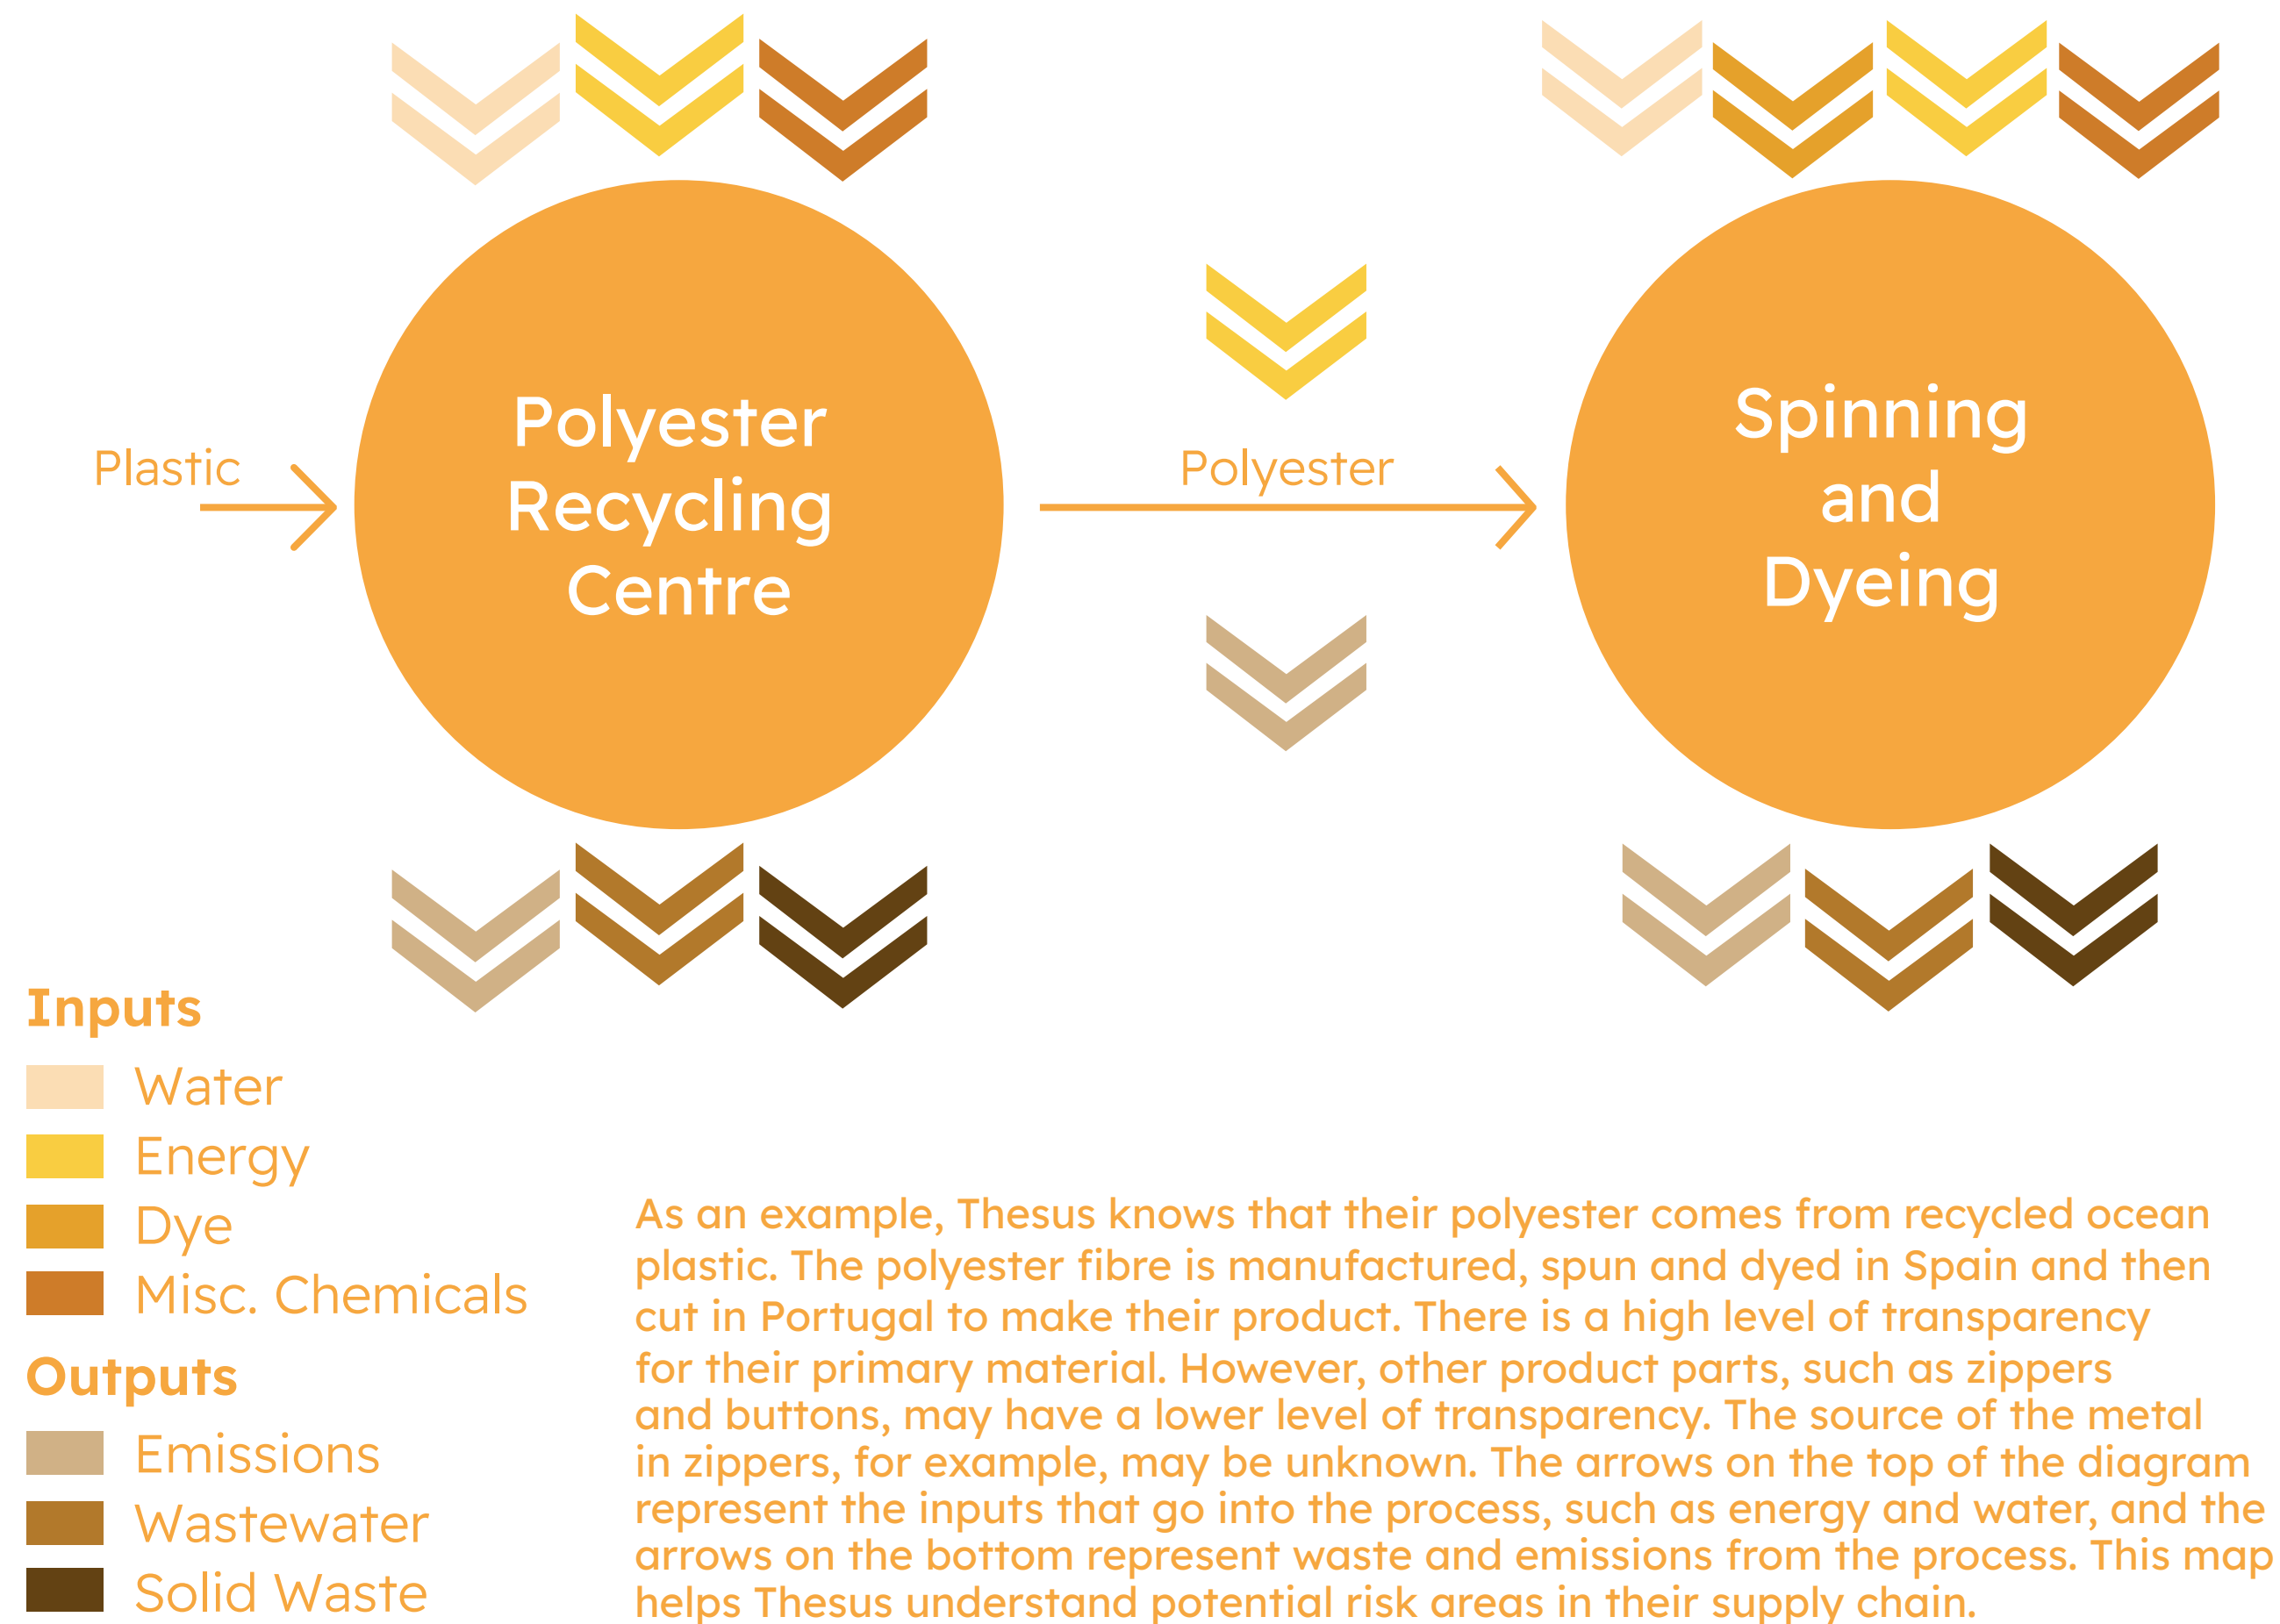 Plastic
Polyester
Recycling
Centre
Polyester
Spinning
and
Dyeing
Inputs
Water
Energy
Dye
Misc. Chemicals
Outputs
Emissions
Wastewater
Solid Waste
As an example, Thesus knows that their polyester comes from recycled ocean
plastic. The polyester fibre is manufactured, spun and dyed in Spain and then
cut in Portugal to make their product. There is a high level of transparency
for their primary material. However, other product parts, such as zippers
and buttons, may have a lower level of transparency. The source of the metal
in zippers, for example, may be unknown. The arrows on the top of the diagram
represent the inputs that go into the process, such as energy and water, and the
arrows on the bottom represent waste and emissions from the process. This map
helps Thesus understand potential risk areas in their supply chain.